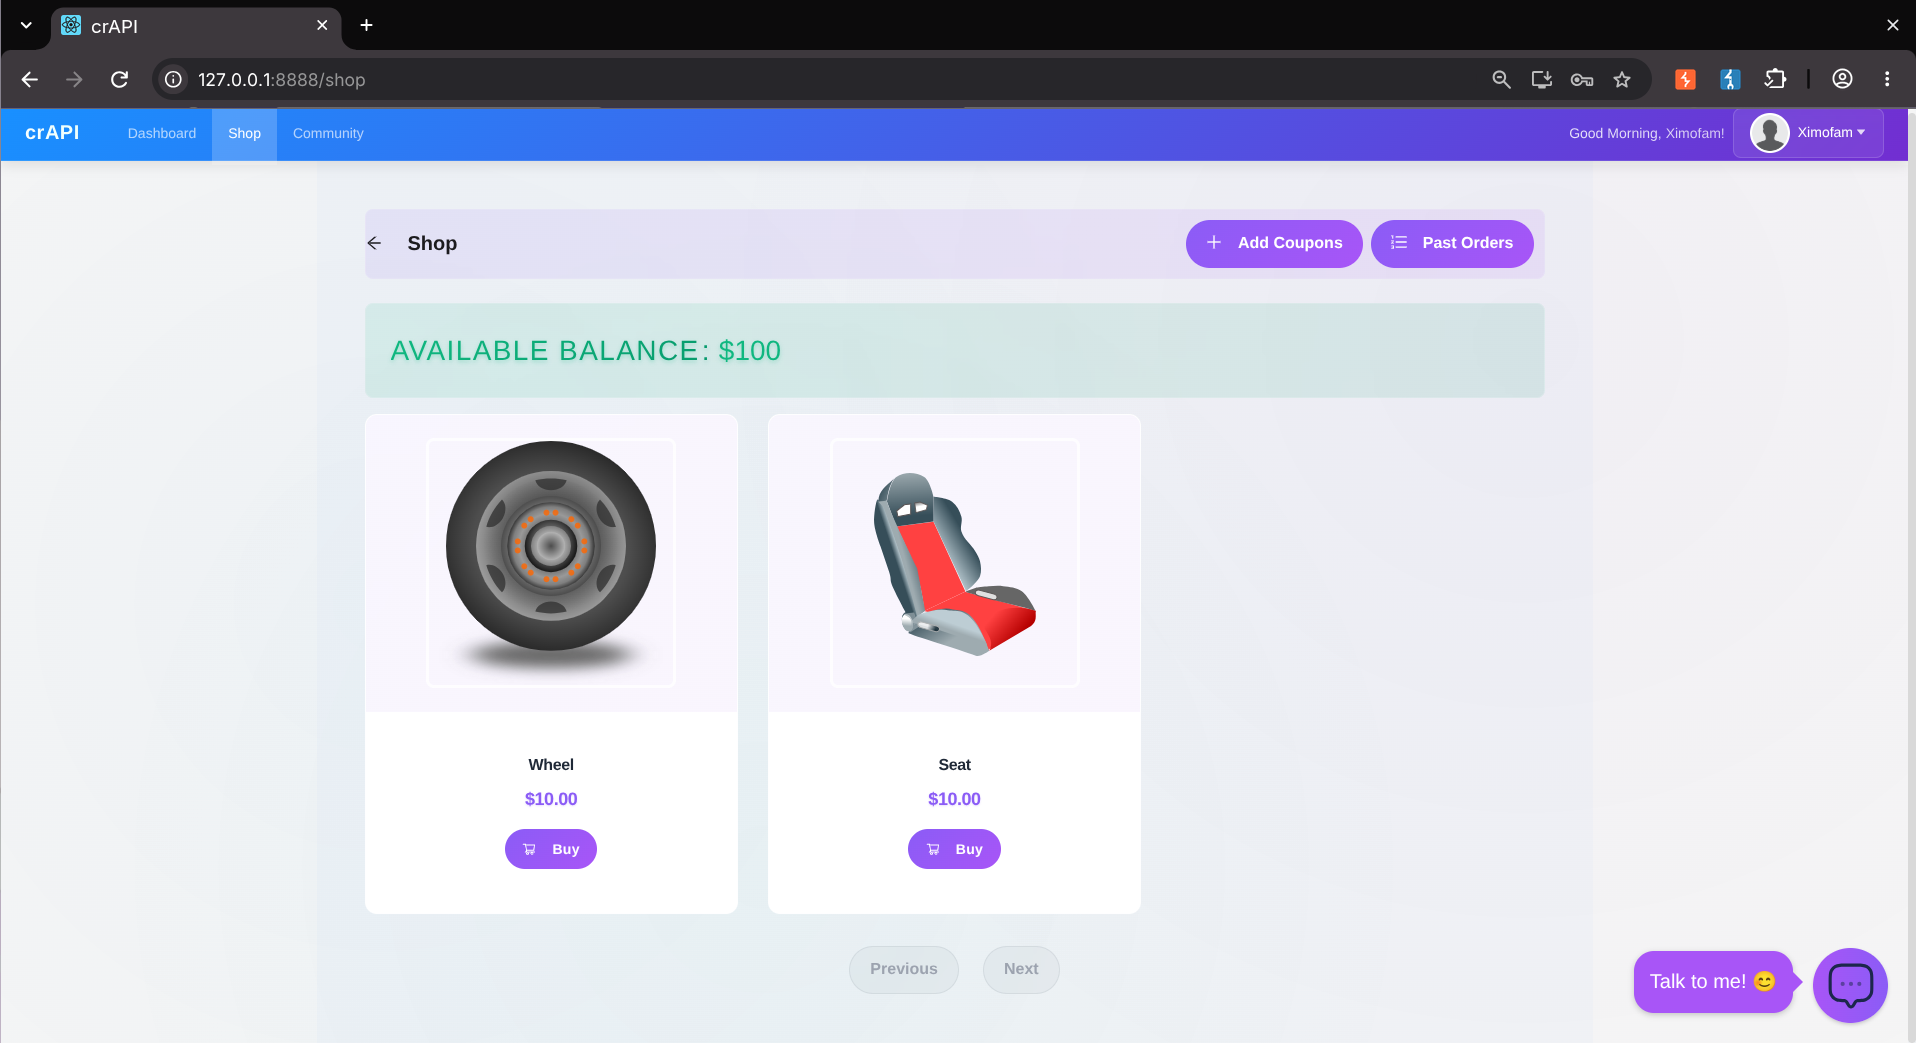 crAPI
127.0.0.1:8888/shop
crAPI
Dashboard
Shop
Community
Good Morning, Ximofam!
Ximofam
Shop
Add Coupons
Past Orders
AVAILABLE BALANCE: $100
Wheel
$10.00
Buy
Seat
$10.00
Buy
Previous
Next
Talk to me! 😊